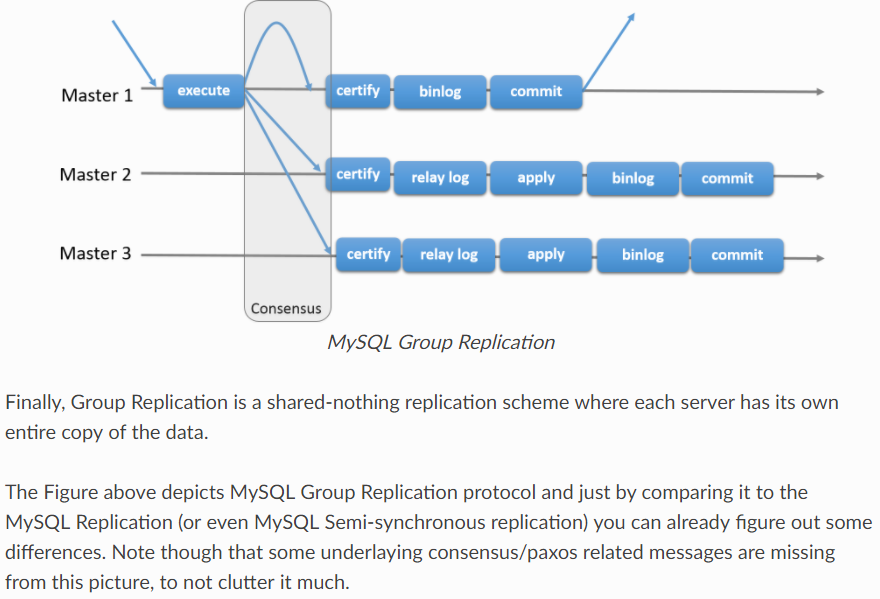 Master 1 execute certify binlog commit
Master 2 certify relay log apply binlog commit
Master 3 certify relay log apply binlog commit
Consensus
MySQL Group Replication
Finally, Group Replication is a shared-nothing replication scheme where each server has its own
entire copy of the data.
The Figure above depicts MySQL Group Replication protocol and just by comparing it to the
MySQL Replication (or even MySQL Semi-synchronous replication) you can already figure out some
differences. Note though that some underlaying consensus/paxos related messages are missing
from this picture, to not clutter it much.